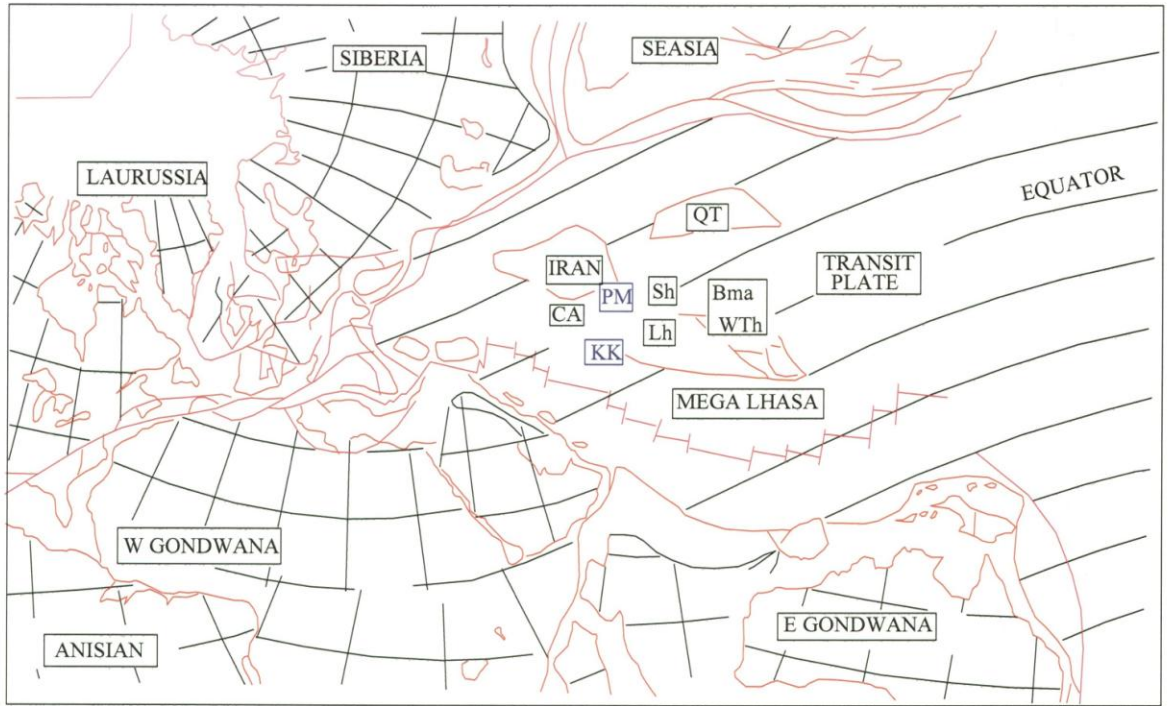 SIBERIA
SEASIA
LAURUSSIA
EQUATOR
QT
IRAN
PM
Sh
Bma
TRANSIT
PLATE
CA
Lh
WTh
KK
MEGA LHASA
W GONDWANA
E GONDWANA
ANISIAN